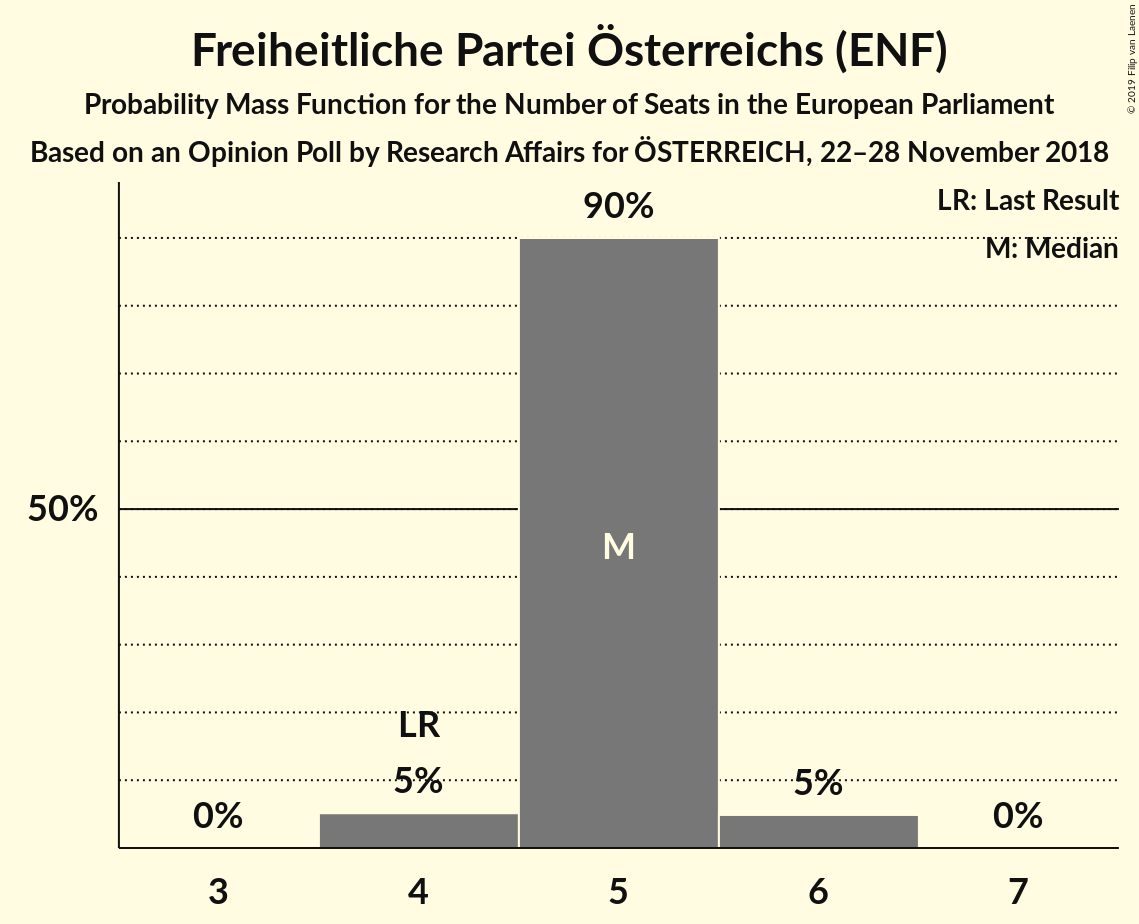 Freiheitliche Partei Österreichs (ENF)
Probability Mass Function for the Number of Seats in the European Parliament
Based on an Opinion Poll by Research Affairs for ÖSTERREICH, 22–28 November 2018
© 2019 Filip van Laenen
LR: Last Result
M: Median
90%
50%
M
LR
5%
5%
0%
0%
3 4 5 6 7